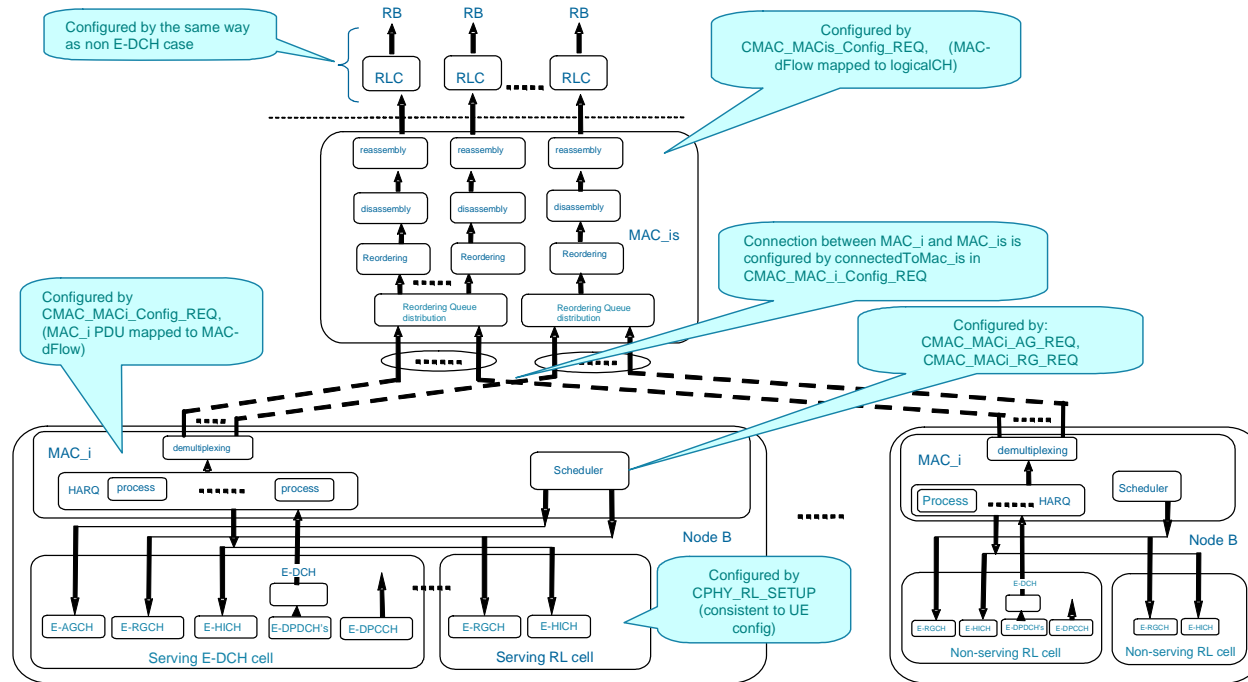 RB
RB
RB
Configured by the same way
as non E-DCH case
Configured by
CMAC_MACis_Config_REQ, (MAC-
dFlow mapped to logicalCH)
RLC
RLC
RLC
reassembly
reassembly
reassembly
disassembly
disassembly
disassembly
MAC_is
Reordering
Reordering
Reordering
Connection between MAC_i and MAC_is is
configured by connectedToMac_is in
CMAC_MAC_i_Config_REQ
Configured by
CMAC_MACi_Config_REQ,
(MAC_i PDU mapped to MAC-
dFlow)
Reordering Queue
distribution
Reordering Queue
distribution
Configured by:
CMAC_MACi_AG_REQ,
CMAC_MACi_RG_REQ
MAC_i
demultiplexing
Scheduler
HARQ
process
process
Node B
MAC_i
demultiplexing
Scheduler
Process
HARQ
Node B
E-DCH
E-AGCH
E-RGCH
E-HICH
E-DPDCH's
E-DPCCH
Serving E-DCH cell
E-RGCH
E-HICH
Serving RL cell
Configured by
CPHY_RL_SETUP
(consistent to UE
config)
E-DCH
E-RGCH
E-HICH
E-DPDCH's
E-DPCCH
Non-serving RL cell
E-RGCH
E-HICH
Non-serving RL cell